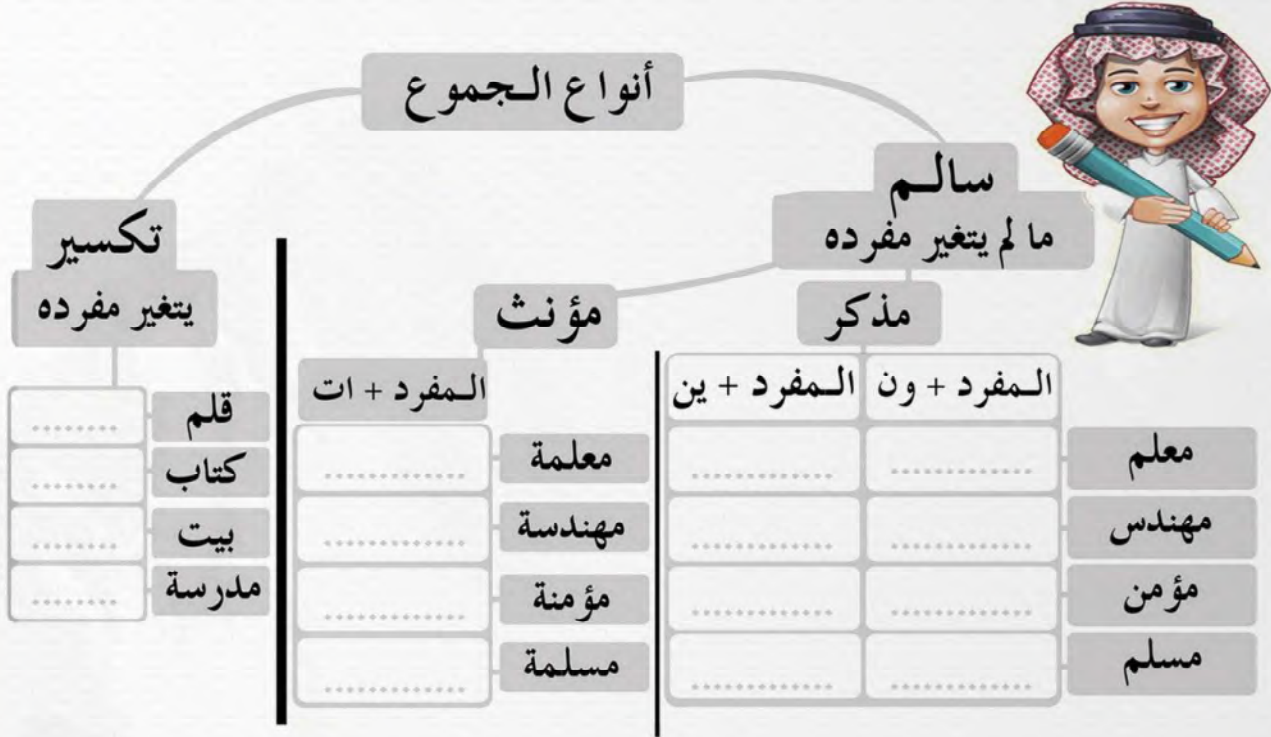 أنواع الجموع
سالم
ما لم يتغير مفرده
مذكر
المفرد + ون
المفرد + ين
معلم
.............
.............
مهندس
.............
.............
مؤمن
.............
.............
مسلم
.............
.............
مؤنث
المفرد + ات
معلمة
.............
مهندسة
.............
مؤمنة
.............
مسلمة
.............
تكسير
يتغير مفرده
قلم
........
كتاب
........
بيت
........
مدرسة
........